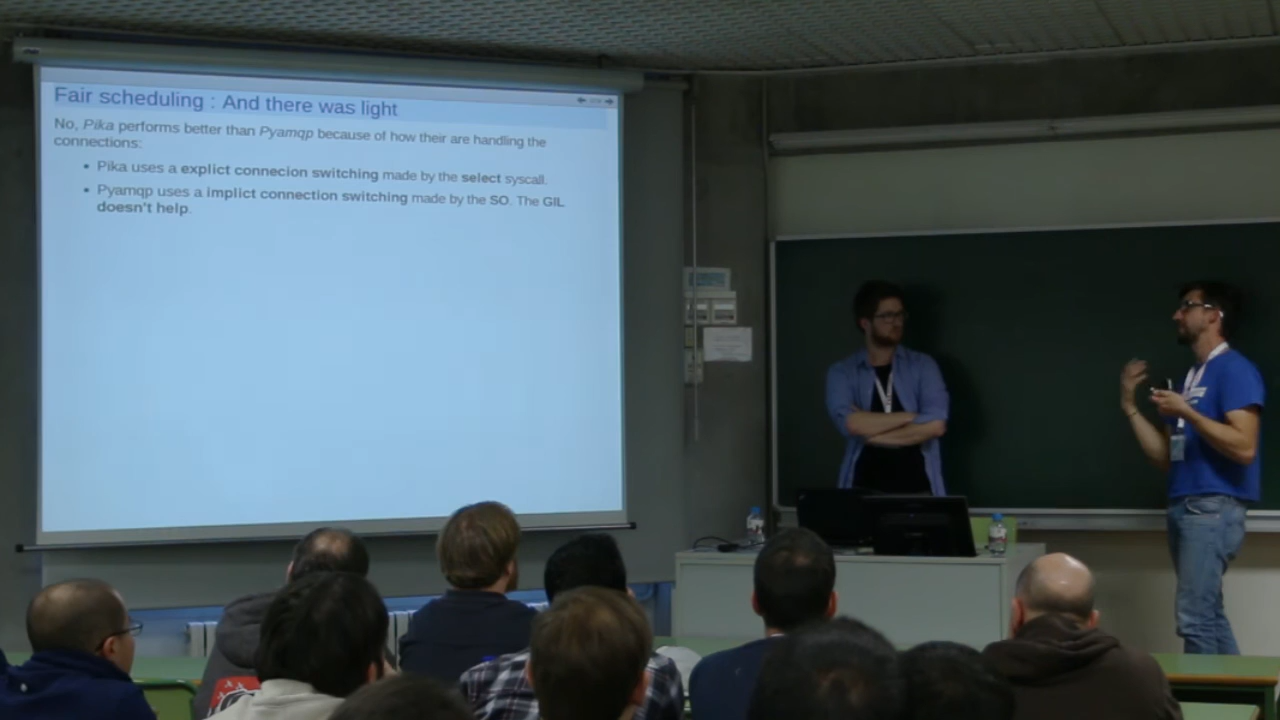 Fair scheduling : And there was light
No, Pika performs better than Pyamqp because of how their are handling the
connections:
• Pika uses a explict connecion switching made by the select syscall.
• Pyamqp uses a implict connection switching made by the SO. The GIL
doesn't help.